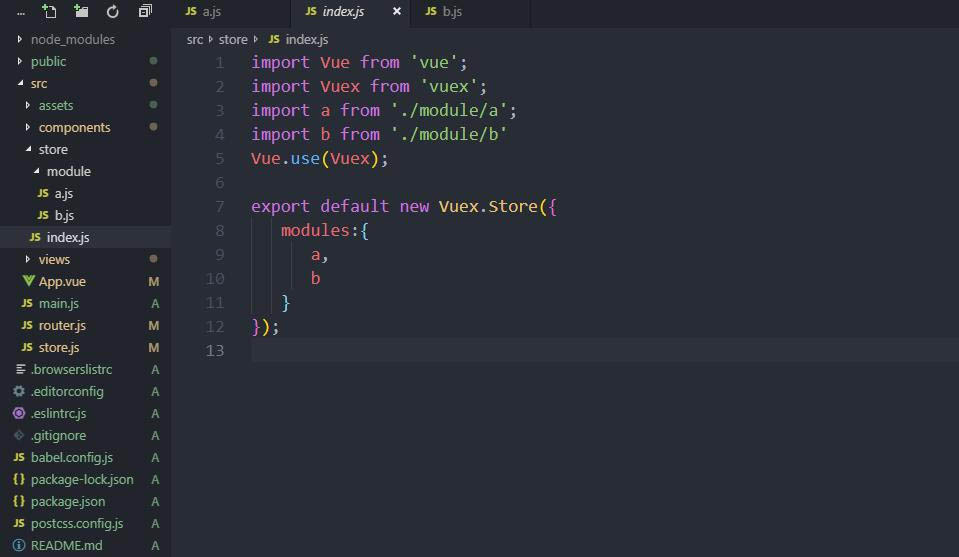 ... a.js index.js × b.js
node_modules
public
src
assets
components
store
module
JS a.js
JS b.js
JS index.js
views
App.vue M
JS main.js A
JS router.js M
JS store.js M
.browserslistrc A
.editorconfig A
.eslintrc.js A
.gitignore A
JS babel.config.js A
{} package-lock.json A
{} package.json A
JS postcss.config.js A
README.md A
JS a.js
JS index.js
JS b.js
src store JS index.js
1 import Vue from 'vue';
2 import Vuex from 'vuex';
3 import a from './module/a';
4 import b from './module/b'
5 Vue.use(Vuex);
6
7 export default new Vuex.Store({
8 modules:{
9 a,
10 b
11 }
12 });
13